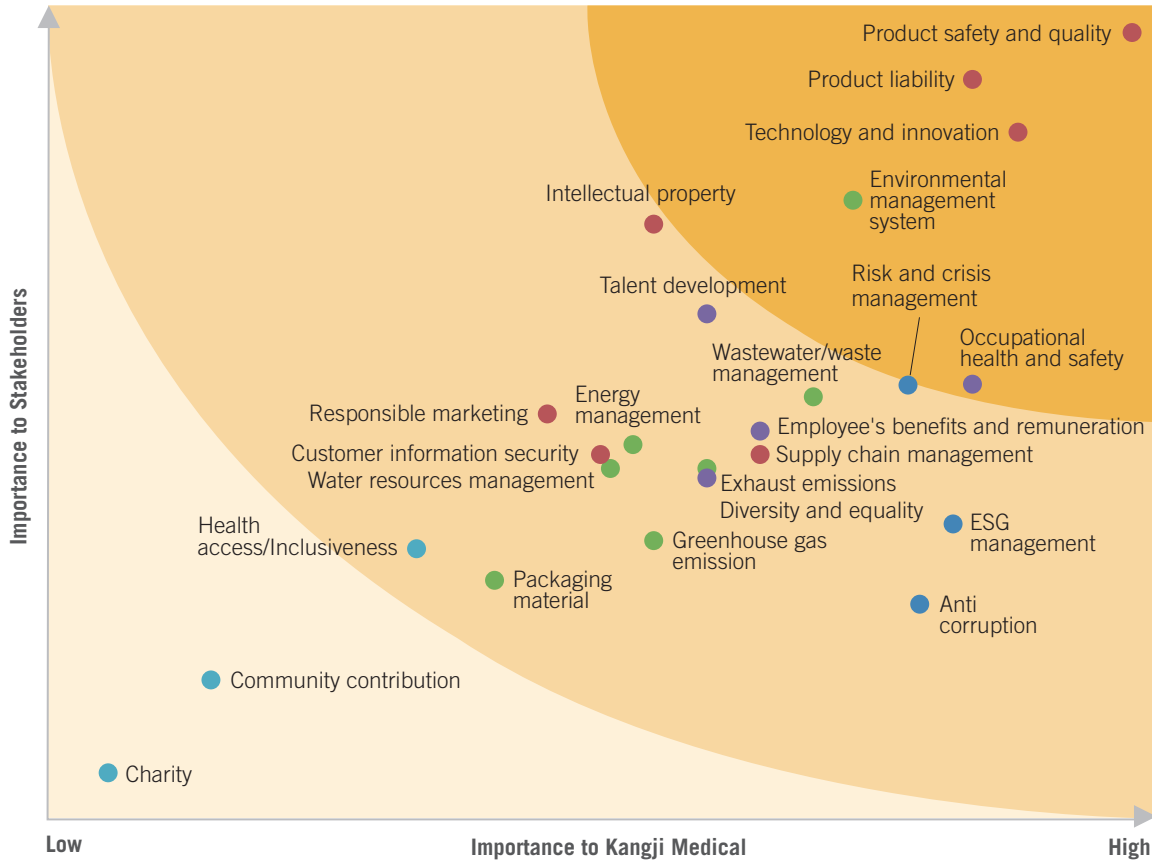 Product safety and quality
Product liability
Technology and innovation
Environmental
management
system
Intellectual property
Risk and crisis
management
Talent development
Occupational
health and safety
Wastewater/waste
management
Energy
management
Responsible marketing
Employee's benefits and remuneration
Customer information security
Supply chain management
Water resources management
Exhaust emissions
Diversity and equality
Health
access/Inclusiveness
ESG
management
Greenhouse gas
emission
Packaging
material
Anti
corruption
Community contribution
Charity
Importance to Stakeholders
Low
Importance to Kangji Medical
High